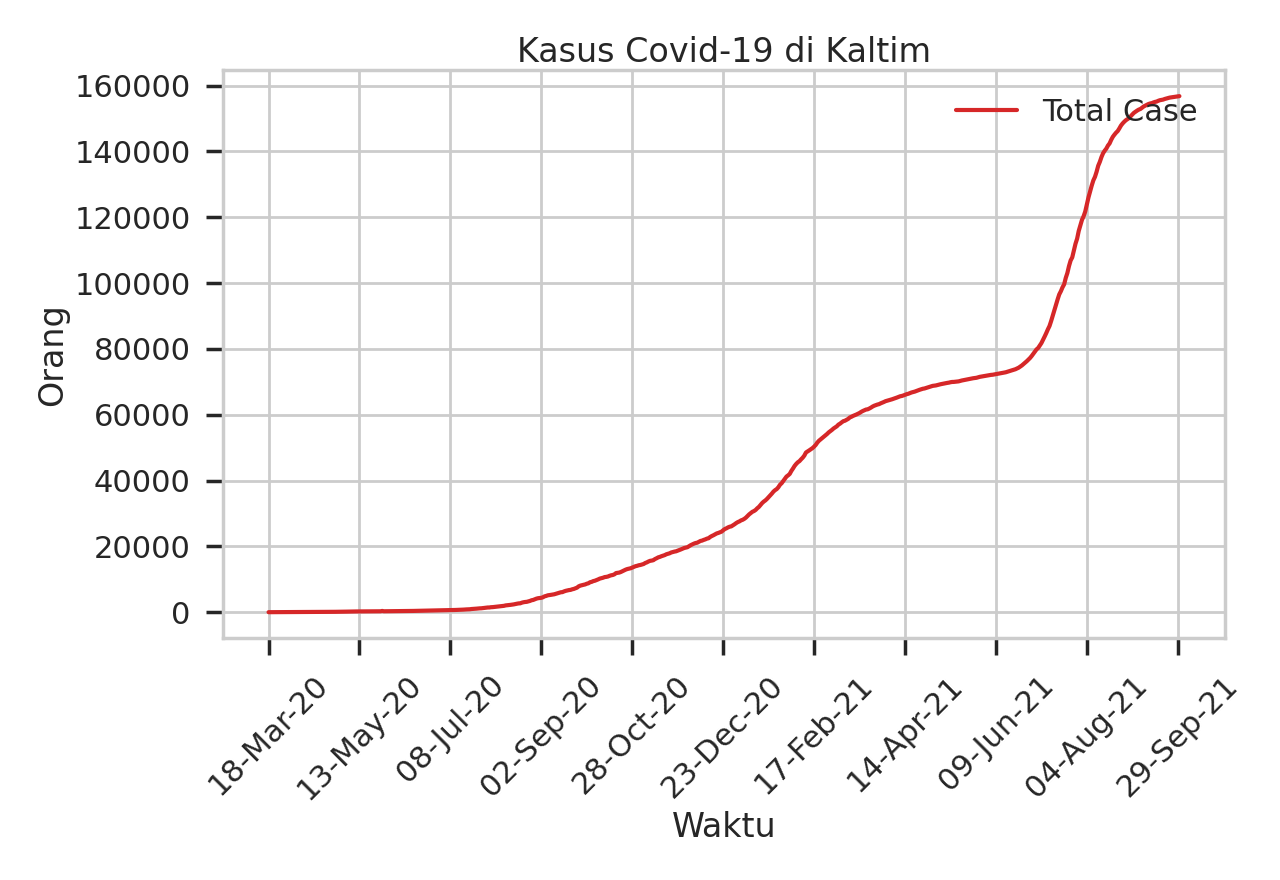 Kasus Covid-19 di Kaltim
Total Case
160000
140000
120000
100000
80000
60000
40000
20000
0
Orang
18-Mar-20
13-May-20
08-Jul-20
02-Sep-20
28-Oct-20
23-Dec-20
17-Feb-21
14-Apr-21
09-Jun-21
04-Aug-21
29-Sep-21
Waktu